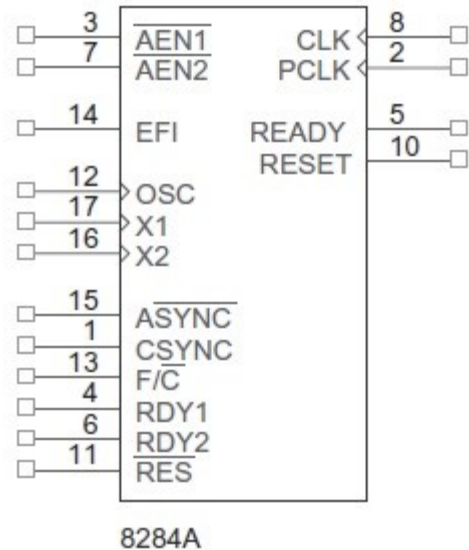 3 AEN1 CLK 8
7 AEN2 PCLK 2
14 EFI READY 5
RESET 10
12 OSC
17 X1
16 X2
15 ASYNC
1 CSYNC
13 F/C
4 RDY1
6 RDY2
11 RES
8284A